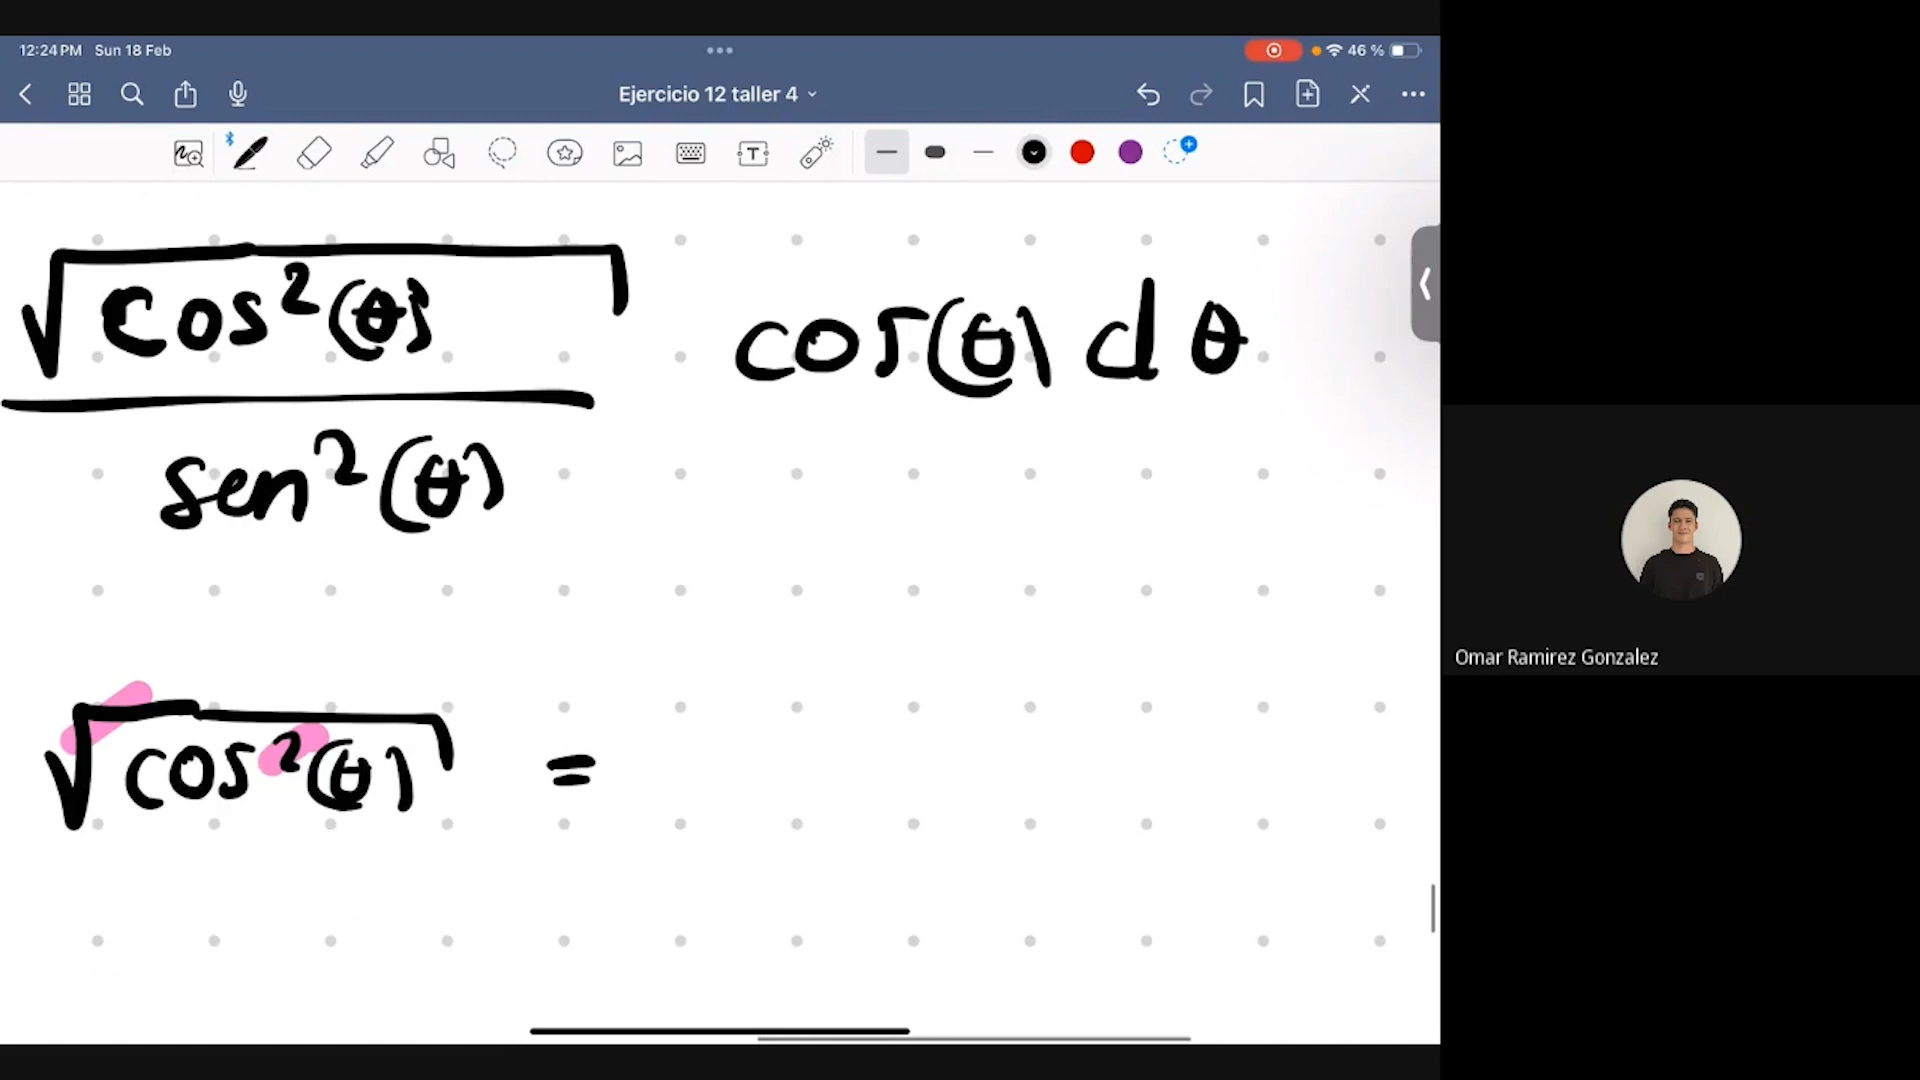 12:24 PM Sun 18 Feb
46 %
Ejercicio 12 taller 4
√cos²(θ) cos(θ) dθ
sen²(θ)
√cos²(θ) =
Omar Ramirez Gonzalez